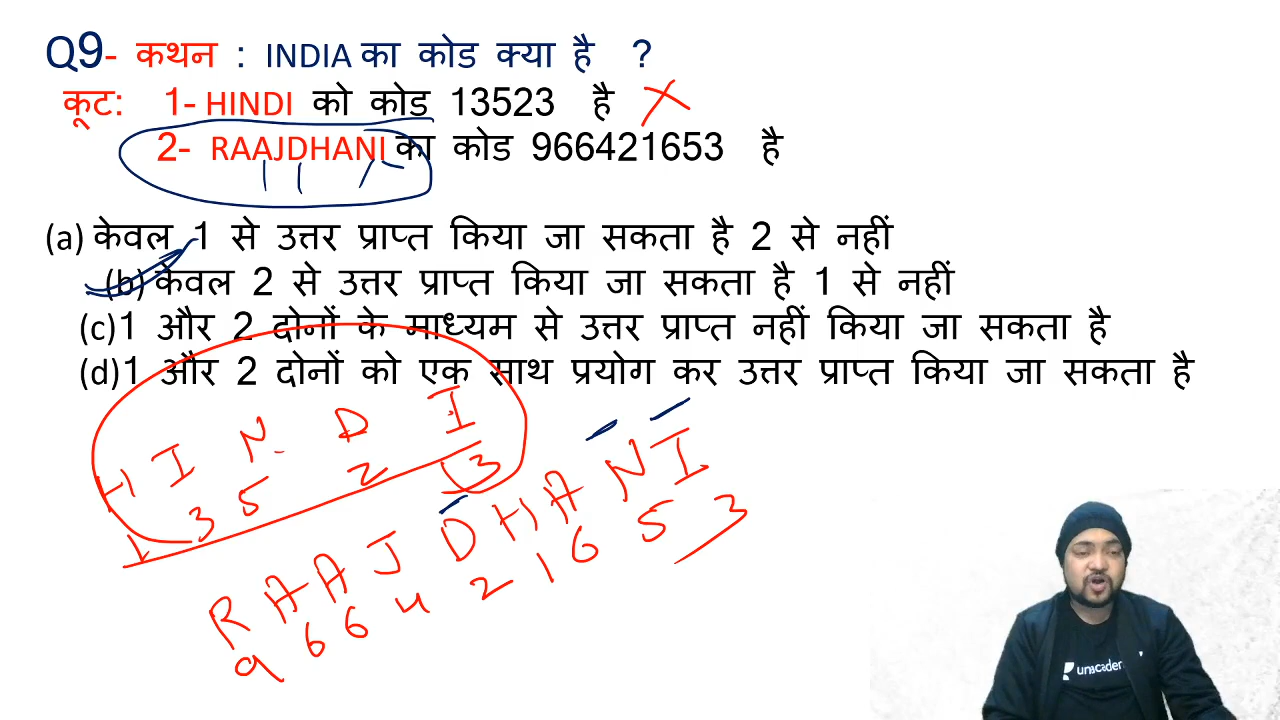 Q9- कथन : INDIA का कोड क्या है ?
कूट: 1- HINDI को कोड 13523 है
2- RAAJDHANI का कोड 966421653 है
(a) केवल 1 से उत्तर प्राप्त किया जा सकता है 2 से नहीं
(b) केवल 2 से उत्तर प्राप्त किया जा सकता है 1 से नहीं
(c)1 और 2 दोनों के माध्यम से उत्तर प्राप्त नहीं किया जा सकता है
(d)1 और 2 दोनों को एक साथ प्रयोग कर उत्तर प्राप्त किया जा सकता है
H I N D I
1 3 5 2 3
R A A J D H A N I
9 6 6 4 2 1 6 5 3
unacademy